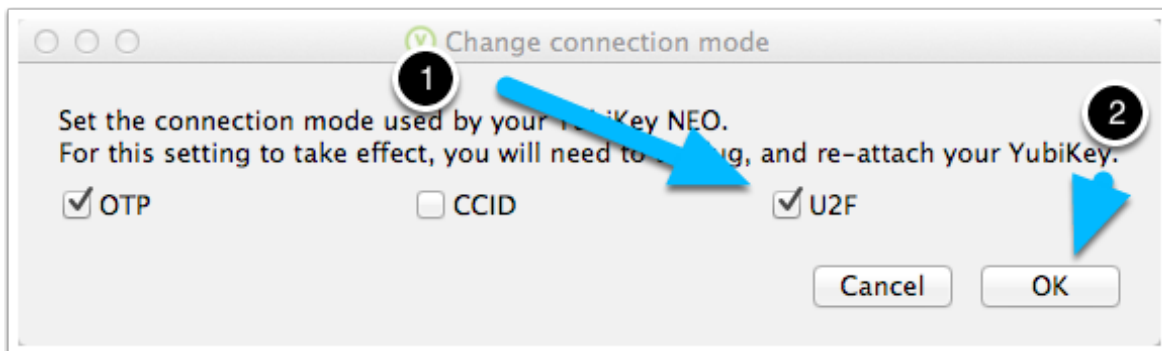 Change connection mode
1
2
Set the connection mode used by your YubiKey NEO.
For this setting to take effect, you will need to and re-attach your YubiKey.
OTP
CCID
U2F
Cancel
OK